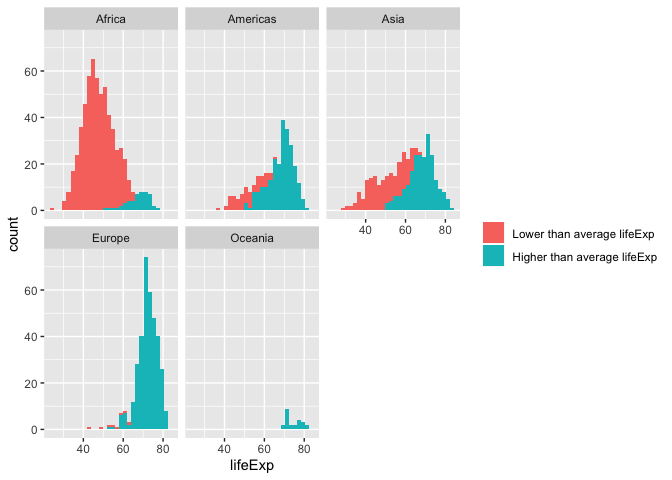 Africa
Americas
Asia
60
40
20
0
40
60
80
Lower than average lifeExp
Higher than average lifeExp
count
Europe
Oceania
60
40
20
0
40
60
80
40
60
80
lifeExp